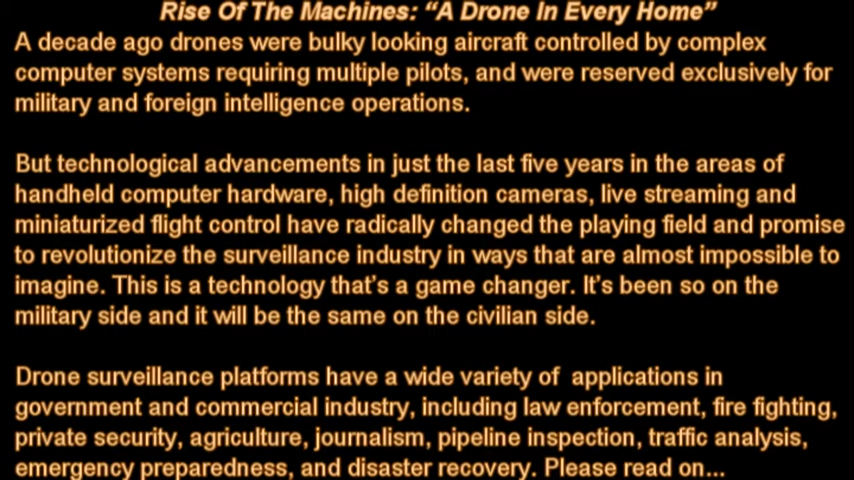 Rise Of The Machines: “A Drone In Every Home”
A decade ago drones were bulky looking aircraft controlled by complex
computer systems requiring multiple pilots, and were reserved exclusively for
military and foreign intelligence operations.
But technological advancements in just the last five years in the areas of
handheld computer hardware, high definition cameras, live streaming and
miniaturized flight control have radically changed the playing field and promise
to revolutionize the surveillance industry in ways that are almost impossible to
imagine. This is a technology that’s a game changer. It’s been so on the
military side and it will be the same on the civilian side.
Drone surveillance platforms have a wide variety of applications in
government and commercial industry, including law enforcement, fire fighting,
private security, agriculture, journalism, pipeline inspection, traffic analysis,
emergency preparedness, and disaster recovery. Please read on...